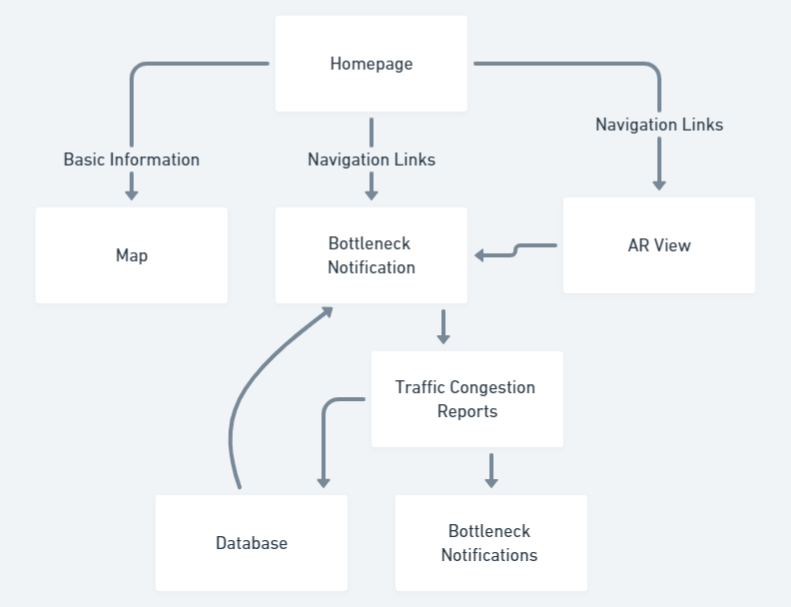 Homepage
Navigation Links
Basic Information
Navigation Links
Map
Bottleneck
Notification
AR View
Traffic Congestion
Reports
Database
Bottleneck
Notifications